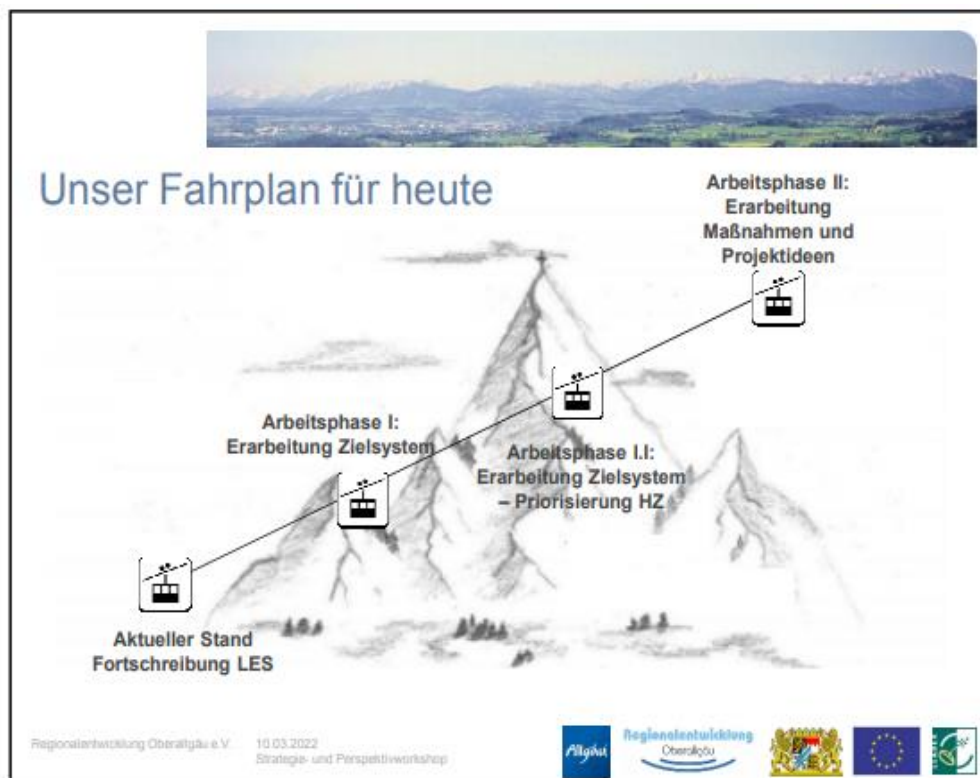 Unser Fahrplan für heute
Arbeitsphase II:
Erarbeitung
Maßnahmen und
Projektideen
Arbeitsphase I:
Erarbeitung Zielsystem
Arbeitsphase I.I:
Erarbeitung Zielsystem
– Priorisierung HZ
Aktueller Stand
Fortschreibung LES
Regionalentwicklung Oberallgäu e.V.
10.03.2022
Strategie- und Perspektivworkshop
Allgäu
Regionalentwicklung
Oberallgäu